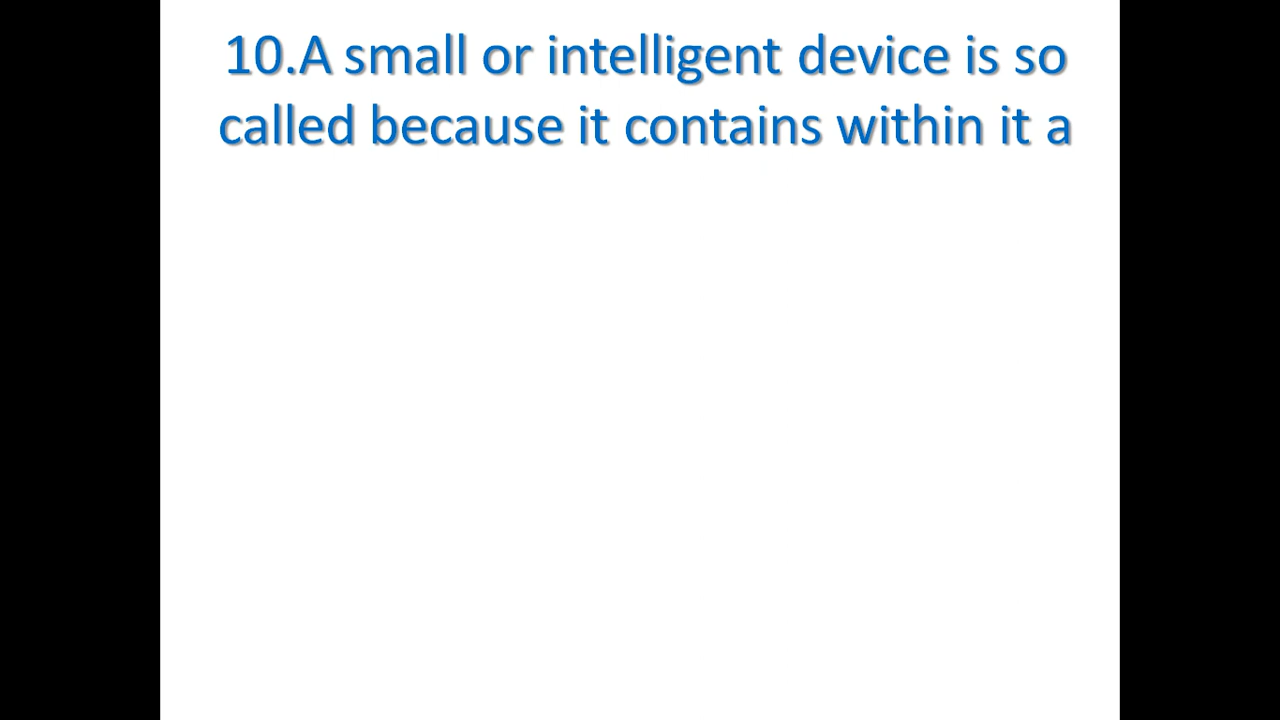 10.A small or intelligent device is so
called because it contains within it a